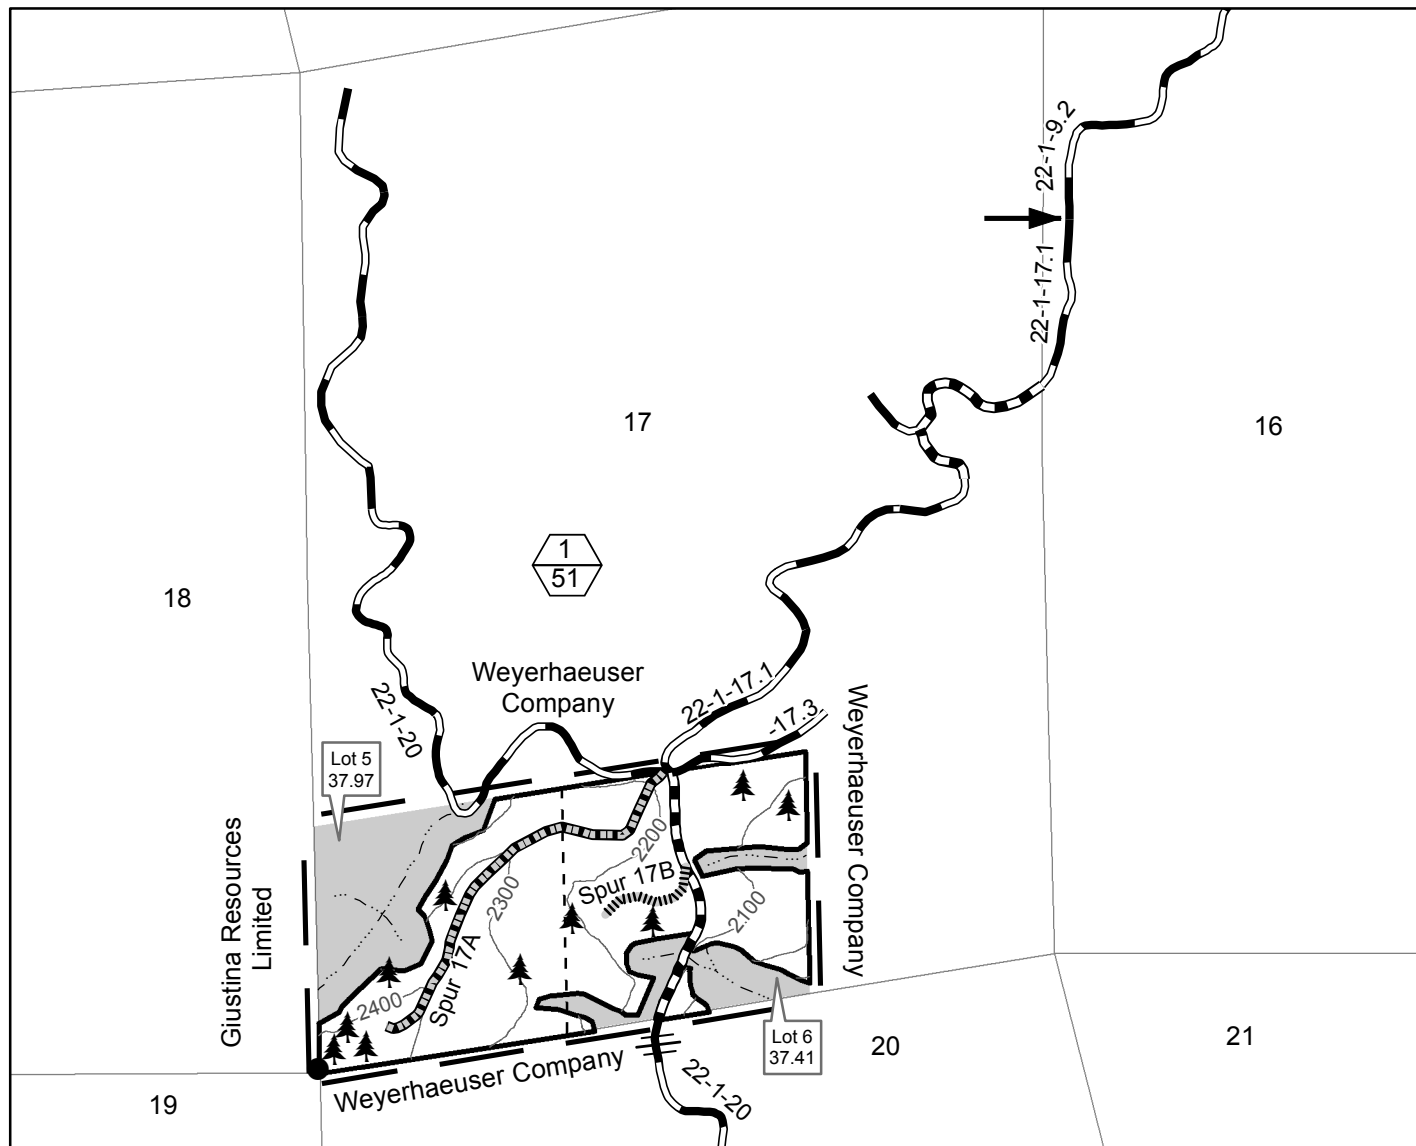 22-1-9.2
22-1-17.1
17
16
18
1
51
Weyerhaeuser
Company
22-1-20
22-1-17.1
-17.3
Weyerhaeuser Company
Lot 5
37.97
2200
Spur 17B
2300
2100
Giustina Resources
Limited
Spur 17A
2400
Lot 6
37.41
20
21
Weyerhaeuser Company
22-1-20
19